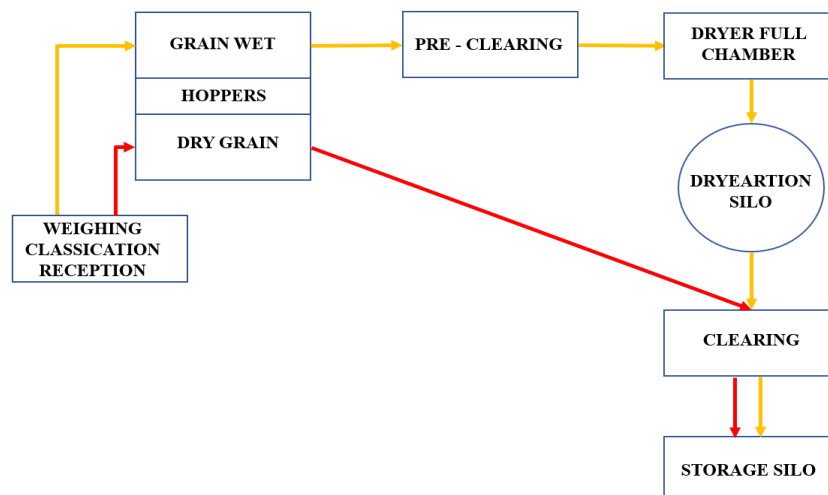 GRAIN WET
PRE - CLEARING
DRYER FULL
CHAMBER
HOPPERS
DRY GRAIN
DRYEARTION
SILO
WEIGHING
CLASSICATION
RECEPTION
CLEARING
STORAGE SILO